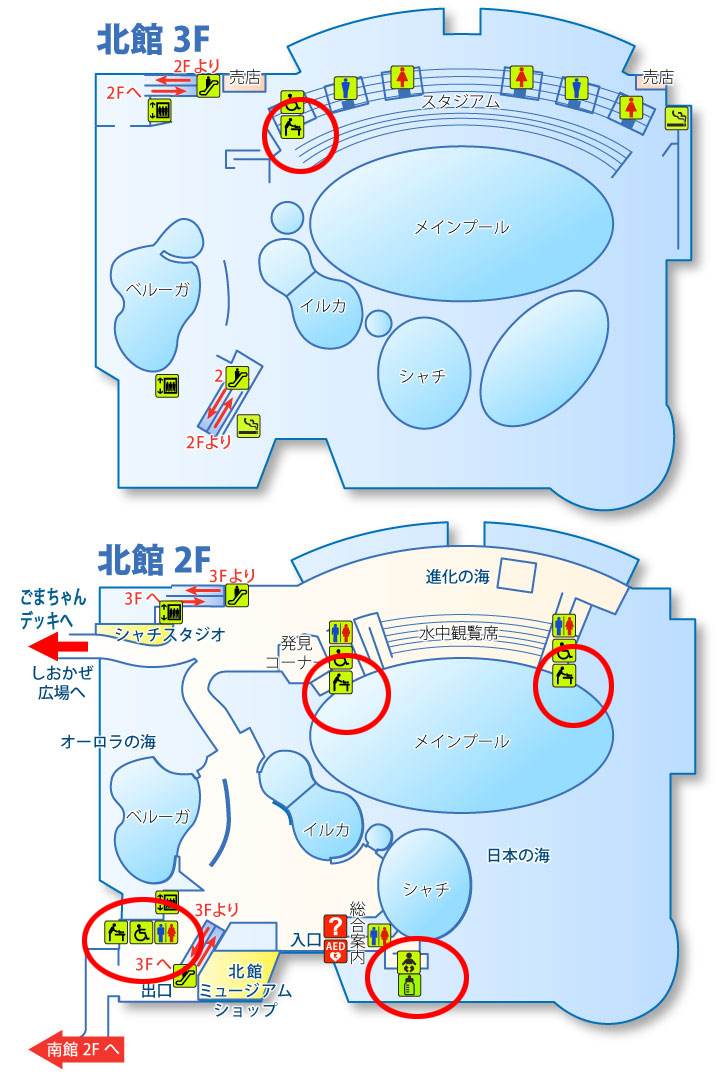 北館 3F
2Fより
2Fへ
売店
売店
スタジアム
メインプール
ベルーガ
イルカ
シャチ
2
2Fより
北館 2F
3Fより
3Fへ
ごまちゃん
デッキへ
シャチスタジオ
しおかぜ
広場へ
進化の海
発見
コーナー
水中観覧席
オーロラの海
メインプール
ベルーガ
イルカ
日本の海
シャチ
3Fより
総合案内
?
AED
入口
3Fへ
出口
北館
ミュージアム
ショップ
南館 2F へ